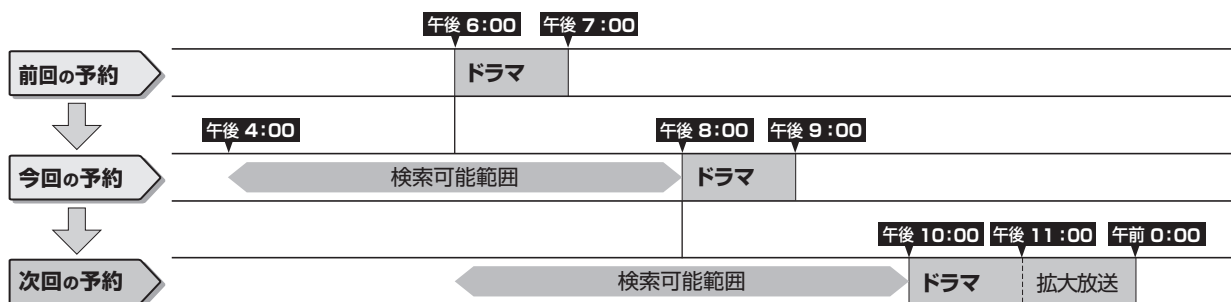 午後 6:00 午後 7:00
前回の予約 ドラマ
午後 4:00 午後 8:00 午後 9:00
今回の予約 検索可能範囲 ドラマ
午後 10:00 午後 11:00 午前 0:00
次回の予約 検索可能範囲 ドラマ 拡大放送